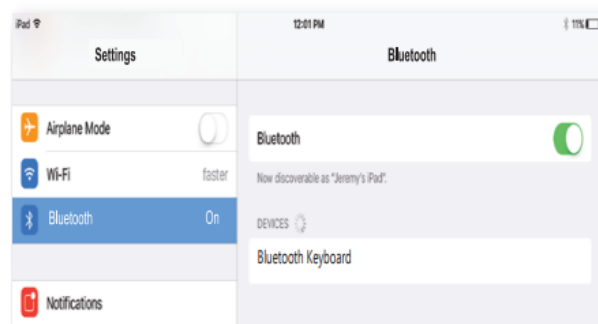 iPad 12:01 PM 11%
Settings Bluetooth
Airplane Mode
Wi-Fi faster
Bluetooth On
Notifications
Bluetooth
Now discoverable as "Jeremy's iPad".
DEVICES
Bluetooth Keyboard